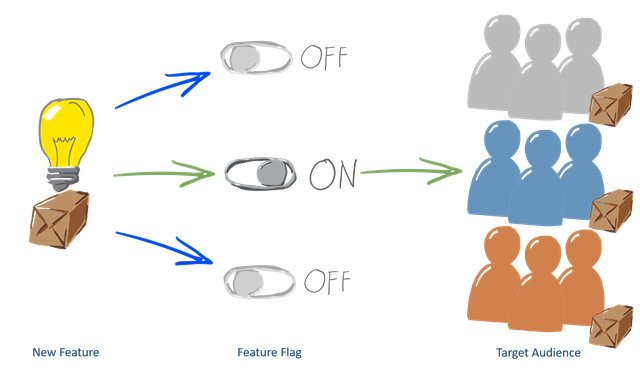 OFF
ON
OFF
New Feature
Feature Flag
Target Audience